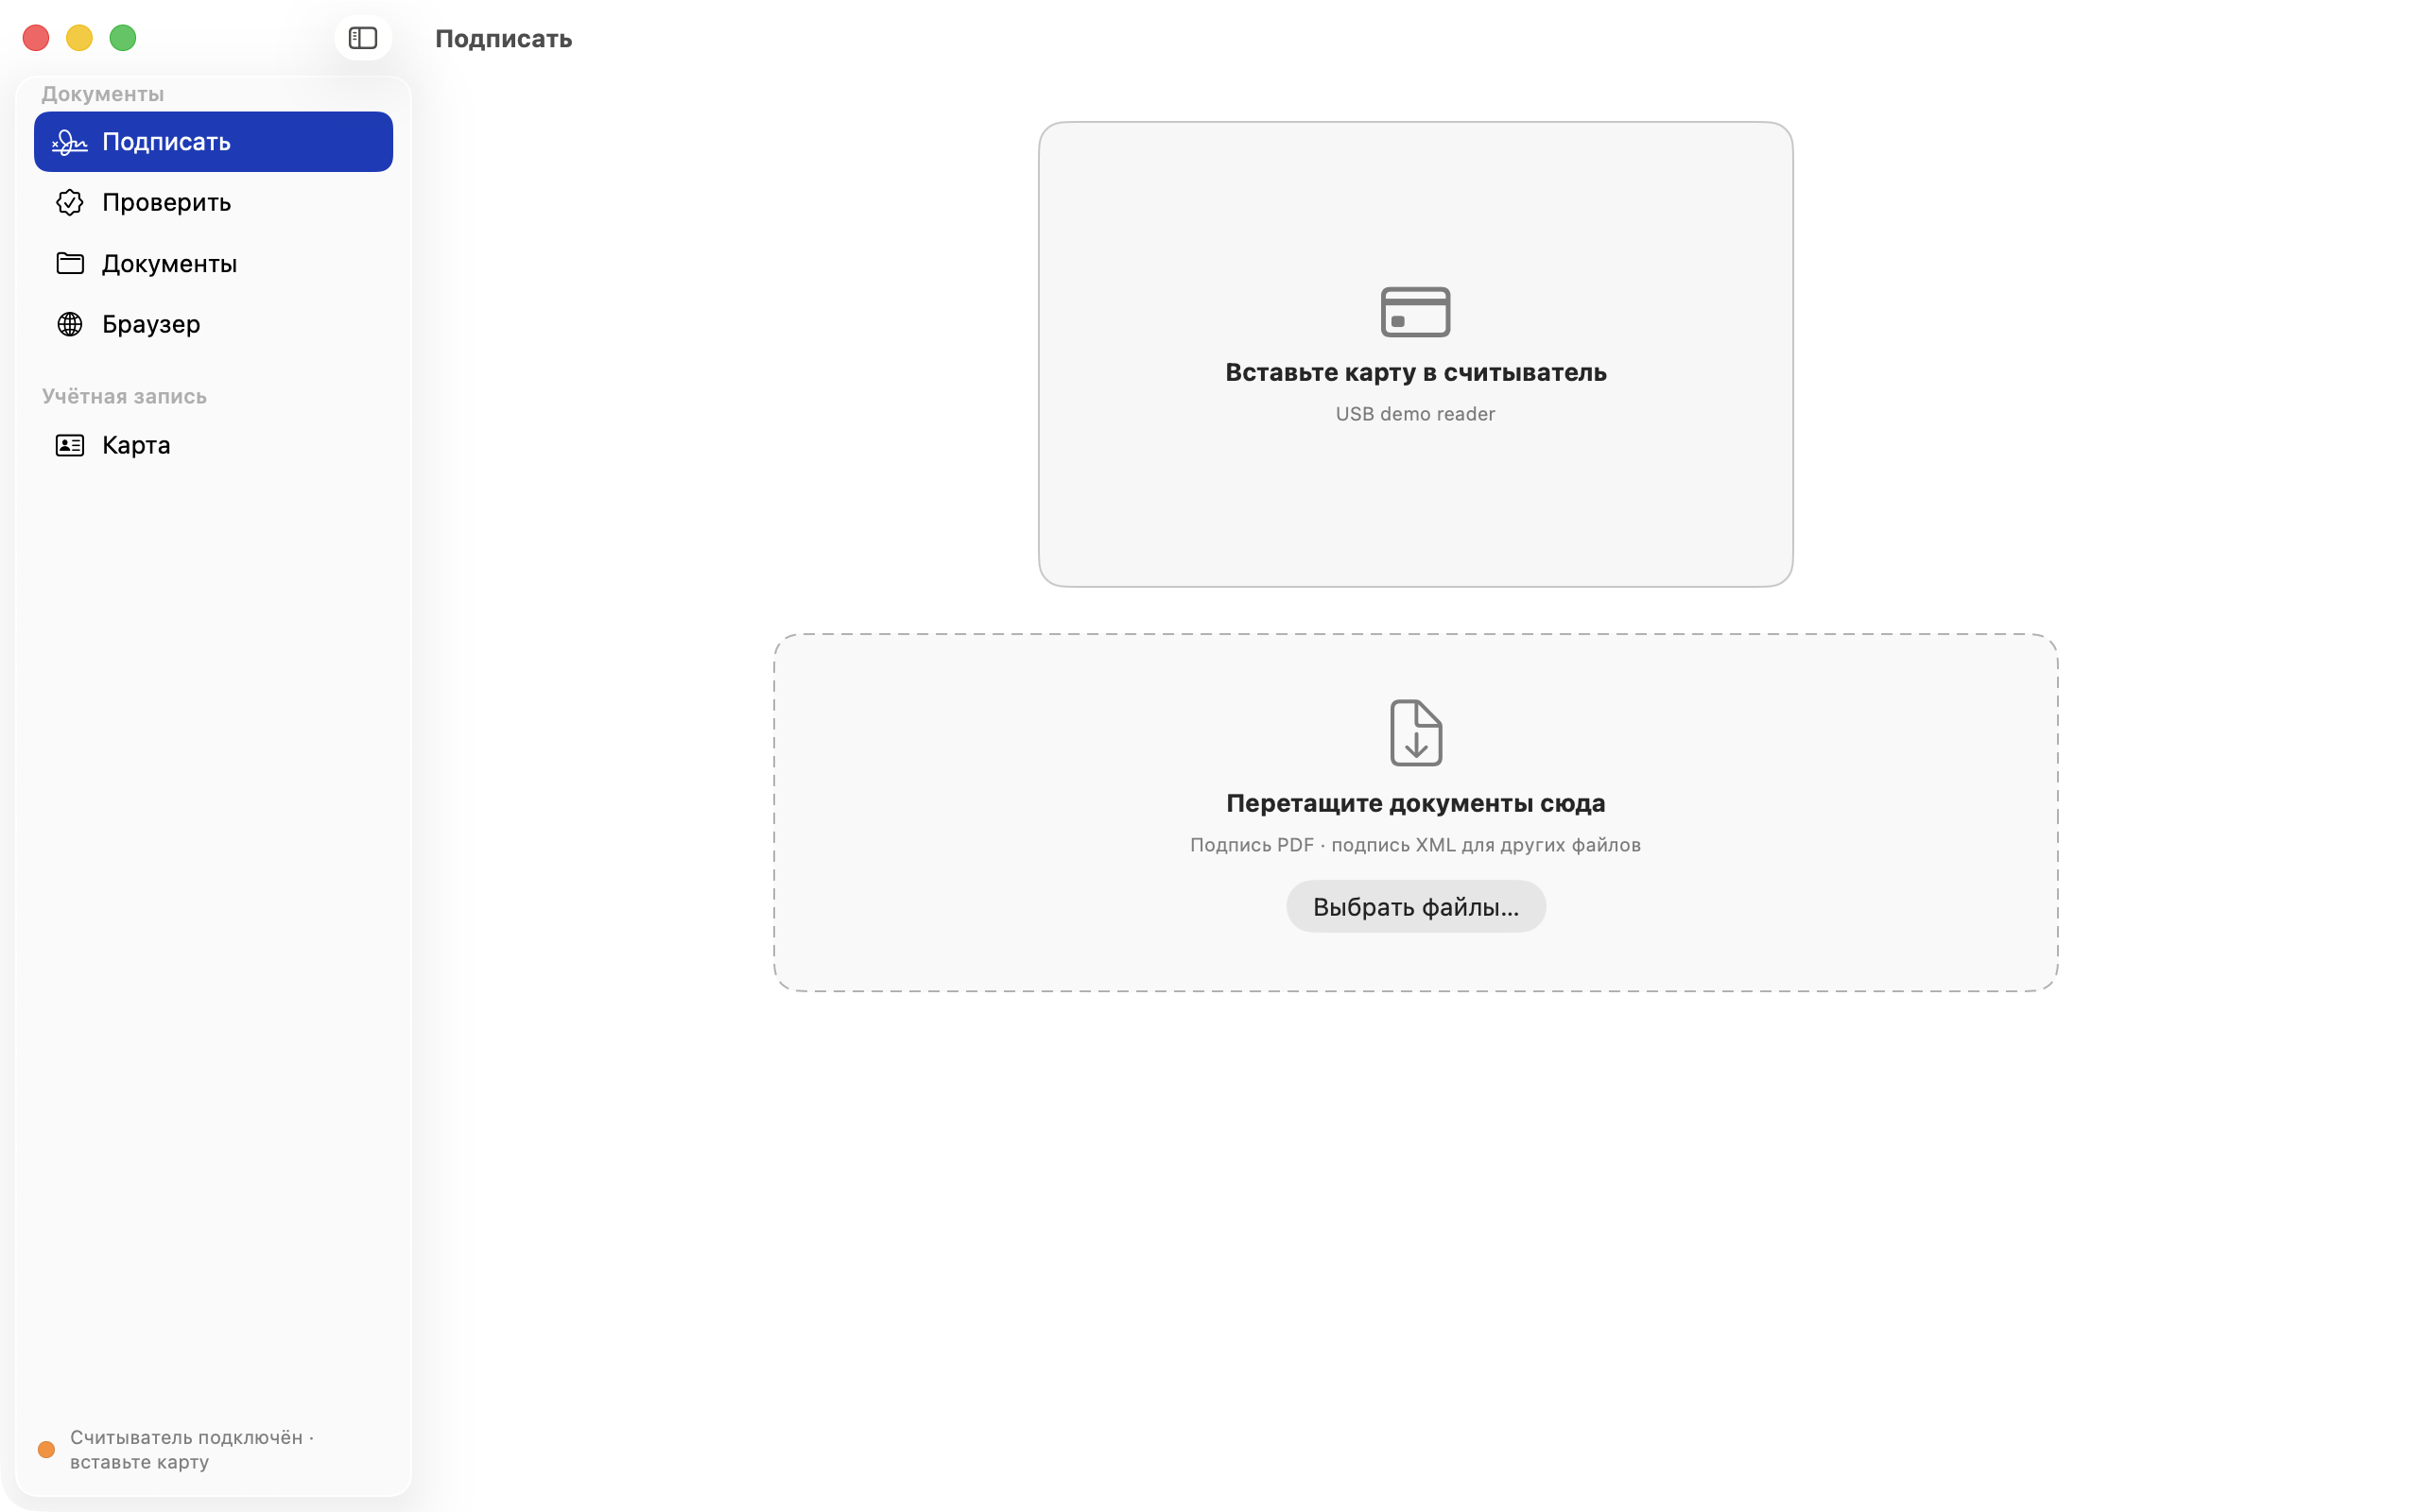 Подписать
Документы
Подписать
Проверить
Документы
Браузер
Учётная запись
Карта
Считыватель подключён ·
вставьте карту
Вставьте карту в считыватель
USB demo reader
Перетащите документы сюда
Подпись PDF · подпись XML для других файлов
Выбрать файлы...